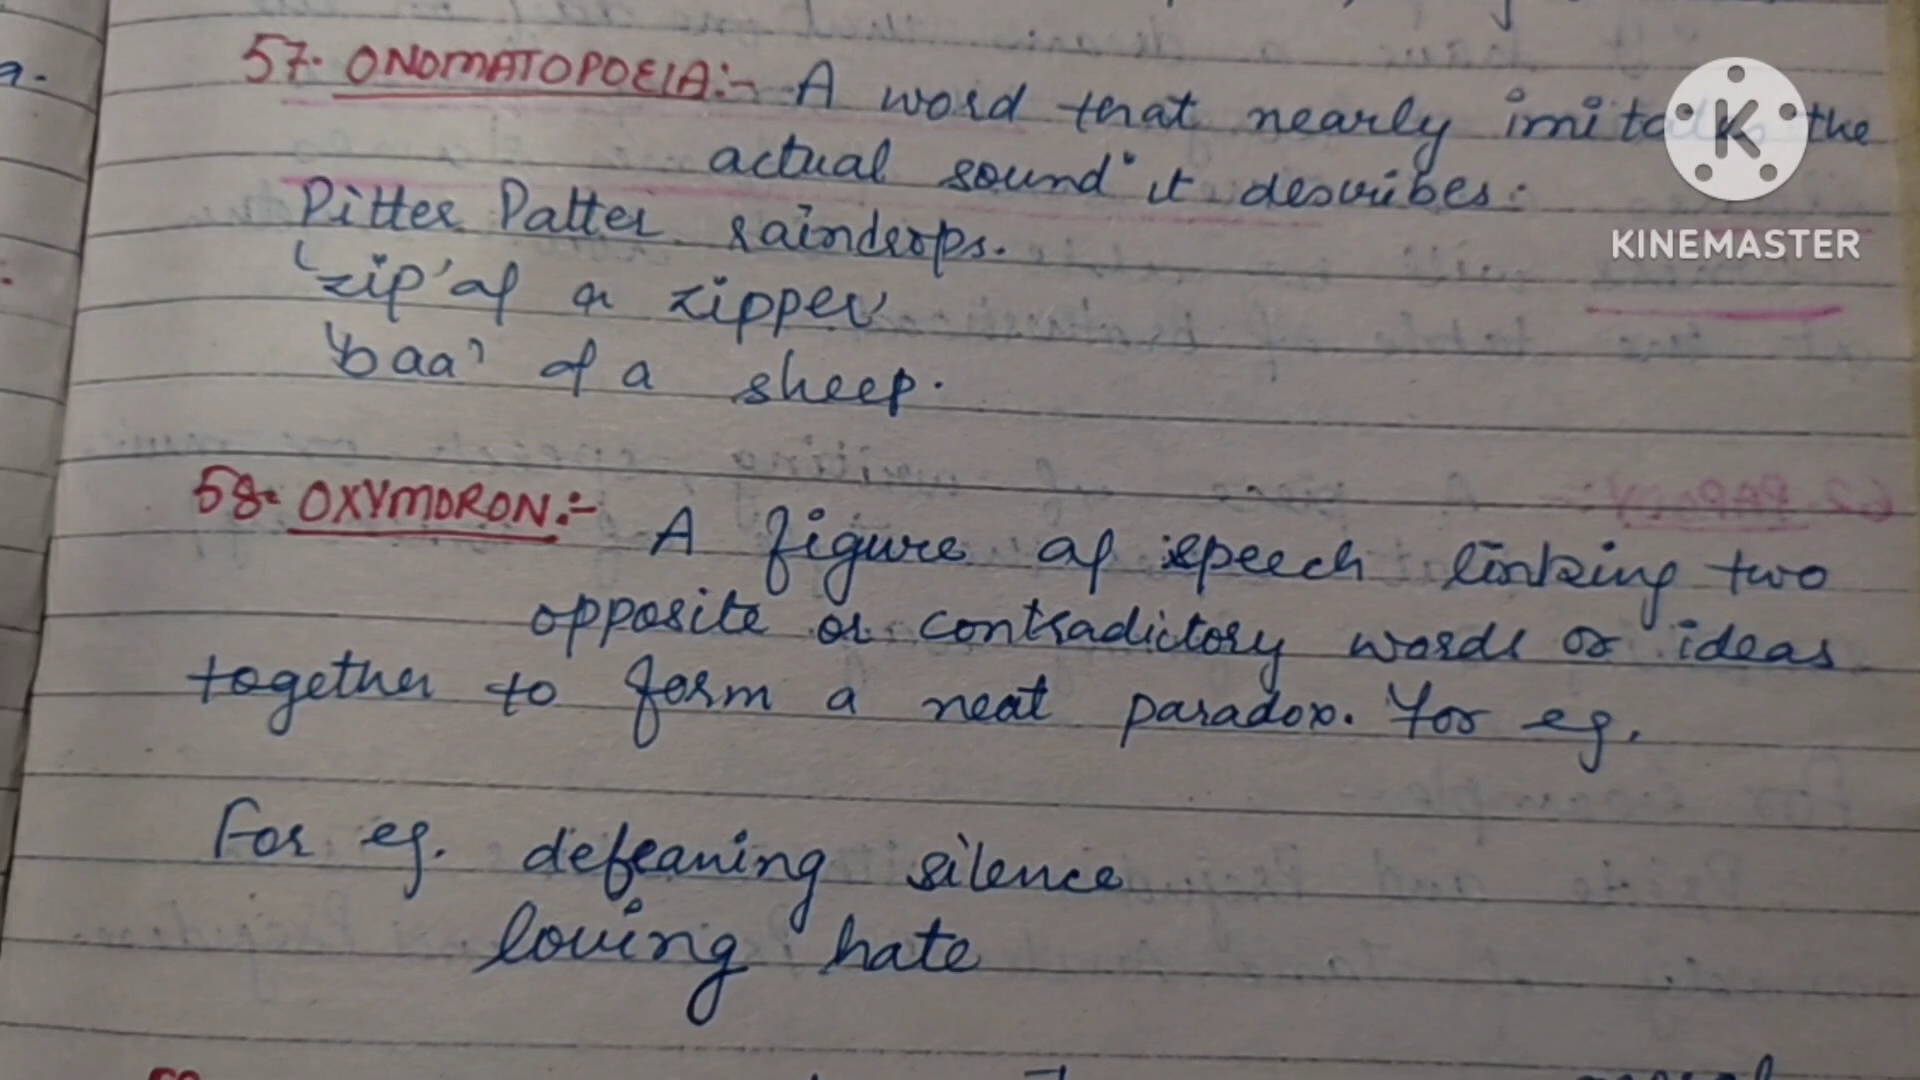 57. ONOMATOPOEIA:- A word that nearly the
actual sound it describes:
Pitter Patter raindrops.
'zip' of a zipper
'baa' of a sheep.
58. OXYMORON:- A figure of speech linking two
opposite or contradictory words or ideas
together to form a neat paradox. For eg.
For eg. defeaning silence
loving hate
K
KINEMASTER